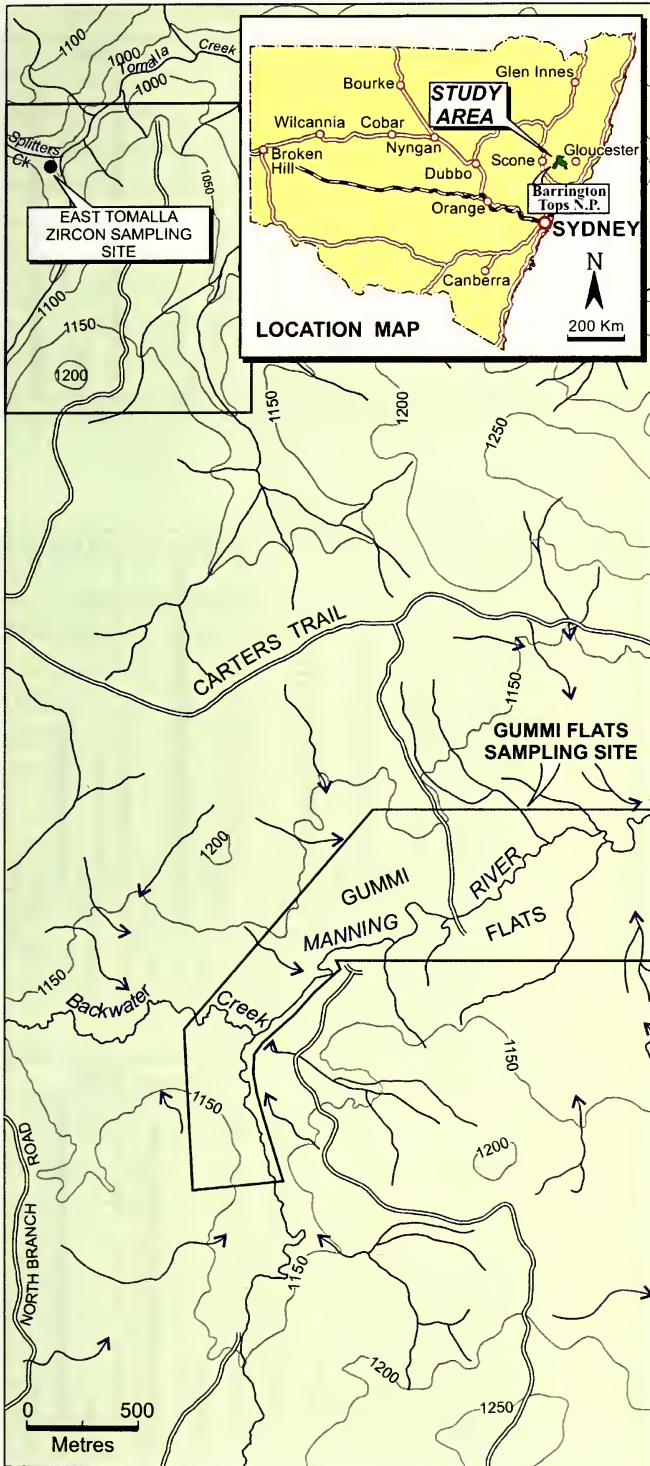 1100
1000
Tomalla Creek
1000
Splitters
Ck
1050
EAST TOMALLA
ZIRCON SAMPLING
SITE
1100
1150
1200
Bourke
Glen Innes
STUDY
AREA
Wilcannia
Cobar
Nyngan
Scone
Gloucester
Broken
Hill
Dubbo
Barrington
Tops N.P.
Orange
SYDNEY
Canberra
N
LOCATION MAP
200 Km
1150
1200
1250
CARTERS TRAIL
1150
GUMMI FLATS
SAMPLING SITE
1200
GUMMI
RIVER
MANNING
FLATS
1150
Backwater
Creek
1150
1150
1200
NORTH BRANCH ROAD
1150
1200
1250
0 500
Metres